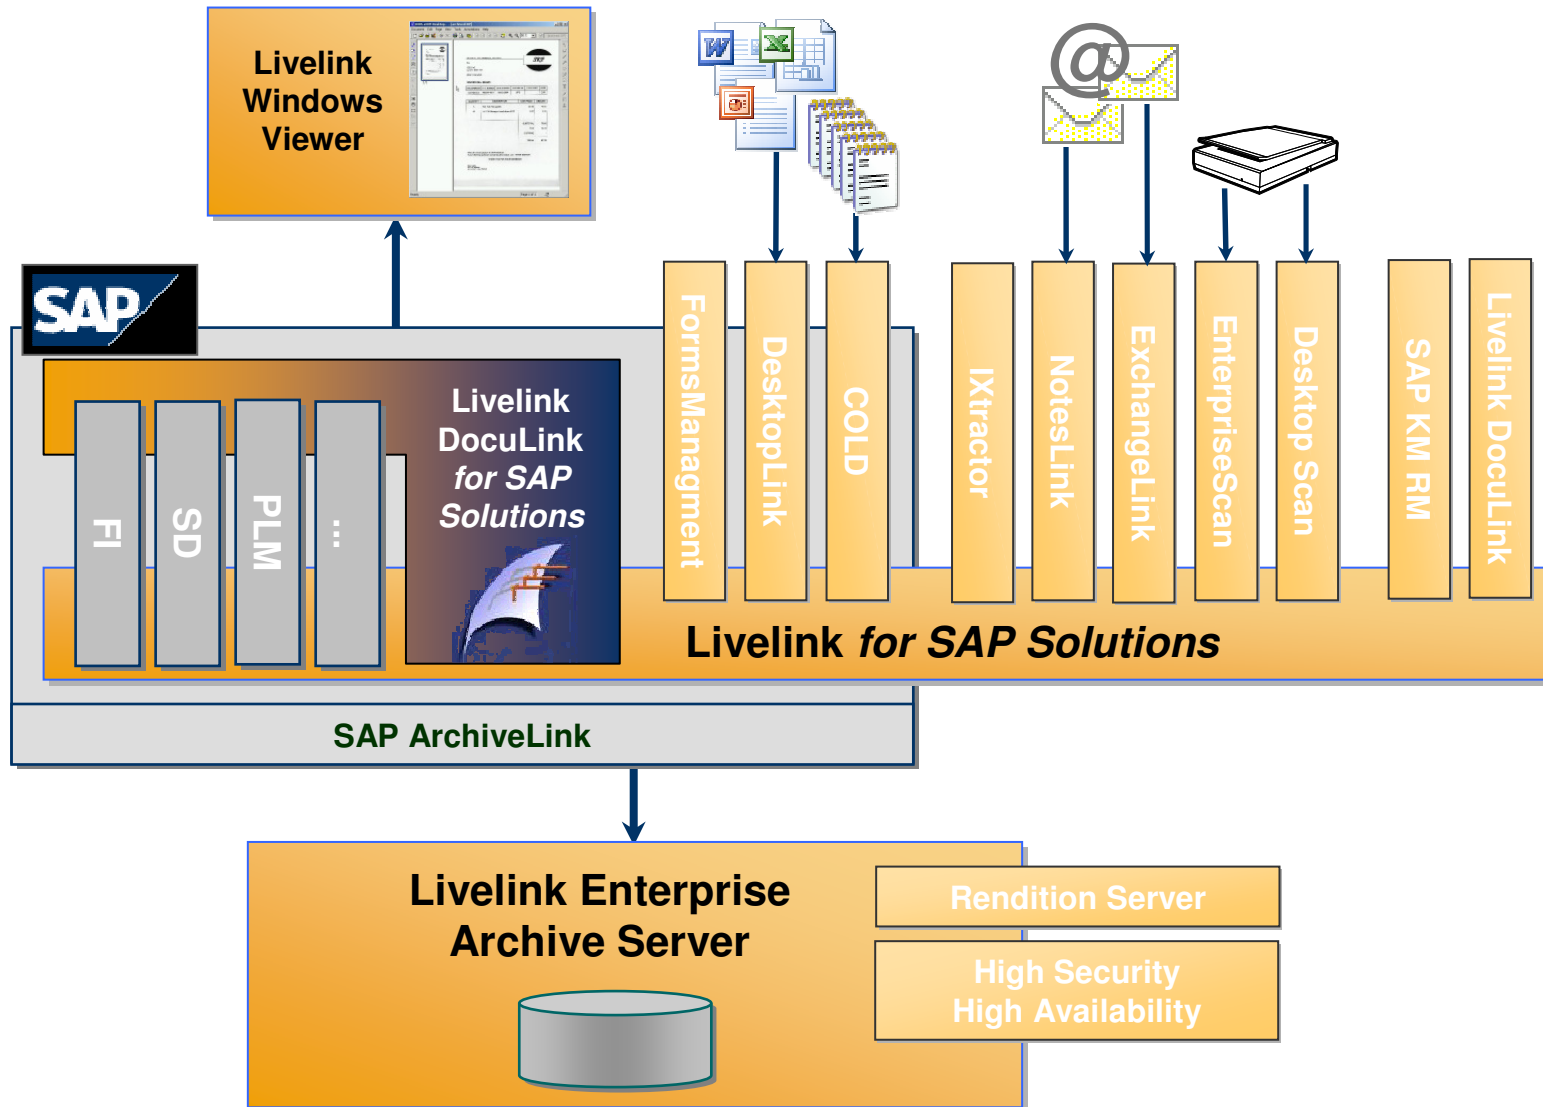 Livelink
Windows
Viewer
W
X
@
SAP
FormsManagment
DesktopLink
COLD
IXtractor
NotesLink
ExchangeLink
EnterpriseScan
Desktop Scan
SAP KM RM
Livelink DocuLink
Livelink
DocuLink
for SAP
Solutions
FI
SD
PLM
...
Livelink for SAP Solutions
SAP ArchiveLink
Livelink Enterprise
Archive Server
Rendition Server
High Security
High Availability